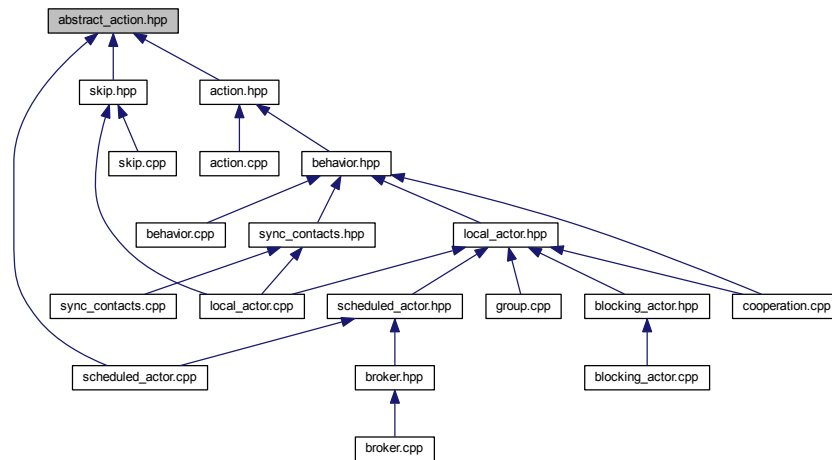 abstract_action.hpp
skip.hpp
action.hpp
skip.cpp
action.cpp
behavior.hpp
behavior.cpp
sync_contacts.hpp
local_actor.hpp
sync_contacts.cpp
local_actor.cpp
scheduled_actor.hpp
group.cpp
blocking_actor.hpp
cooperation.cpp
scheduled_actor.cpp
broker.hpp
blocking_actor.cpp
broker.cpp